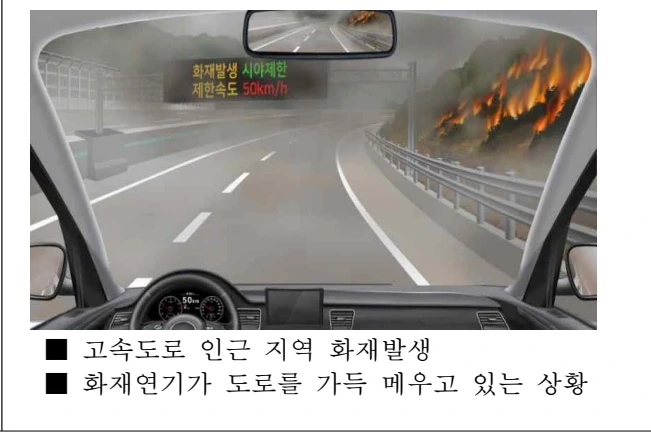 화재발생 시야제한
제한속도 50km/h
50km/h
■ 고속도로 인근 지역 화재발생
■ 화재연기가 도로를 가득 메우고 있는 상황